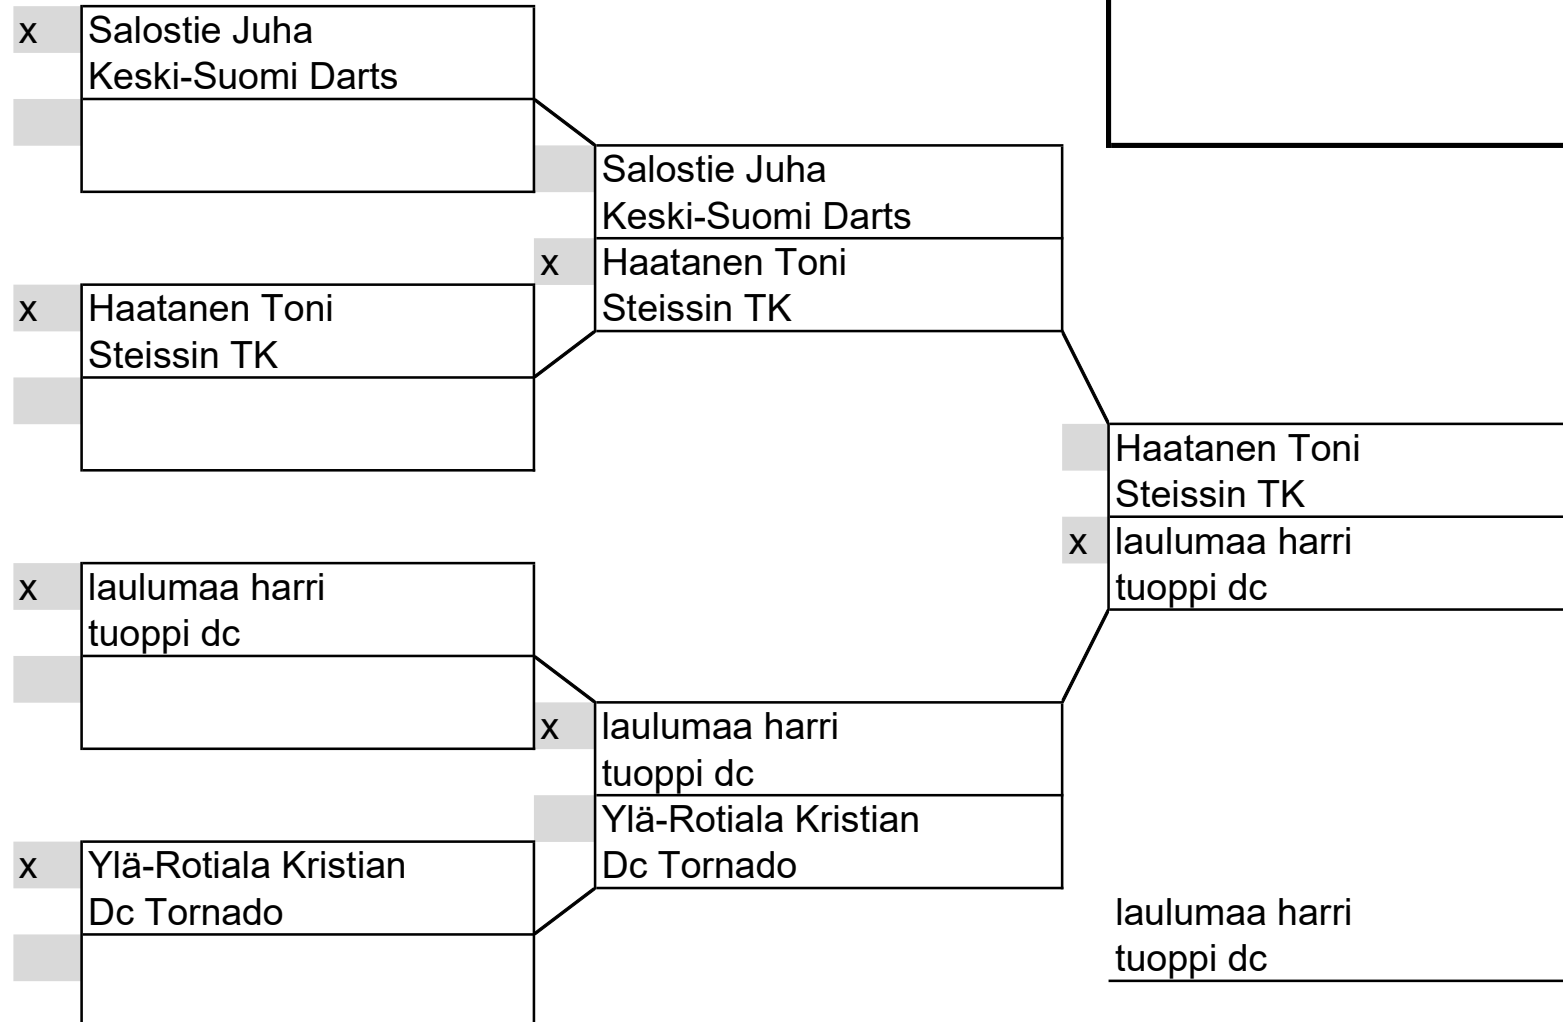 x Salostie Juha
Keski-Suomi Darts
Salostie Juha
Keski-Suomi Darts
x Haatanen Toni
x Haatanen Toni
Steissin TK
Steissin TK
Haatanen Toni
Steissin TK
x laulumaa harri
x laulumaa harri
tuoppi dc
tuoppi dc
x laulumaa harri
tuoppi dc
Ylä-Rotiala Kristian
x Ylä-Rotiala Kristian
Dc Tornado
Dc Tornado
laulumaa harri
tuoppi dc